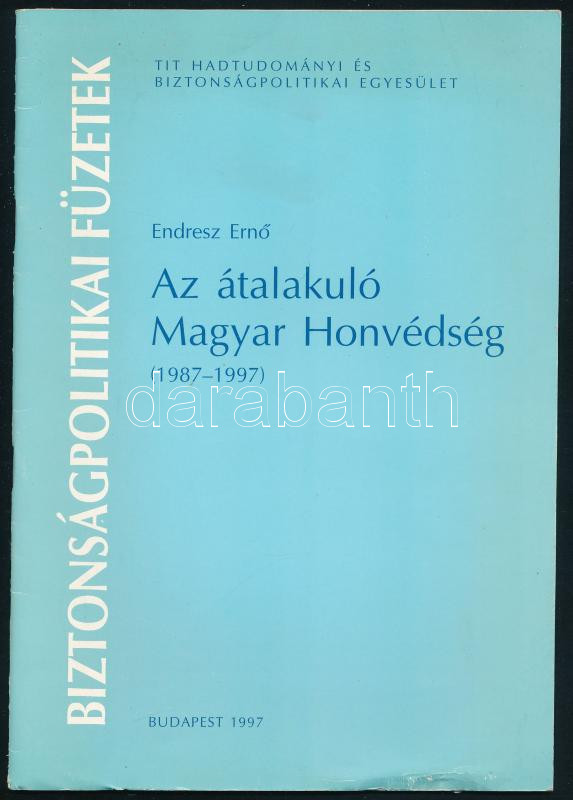 TIT HADTUDOMÁNYI ÉS
BIZTONSÁGPOLITIKAI EGYESÜLET
BIZTONSÁGPOLITIKAI FÜZETEK
Endresz Ernő
Az átalakuló
Magyar Honvédség
(1987–1997)
darabanth
BUDAPEST 1997